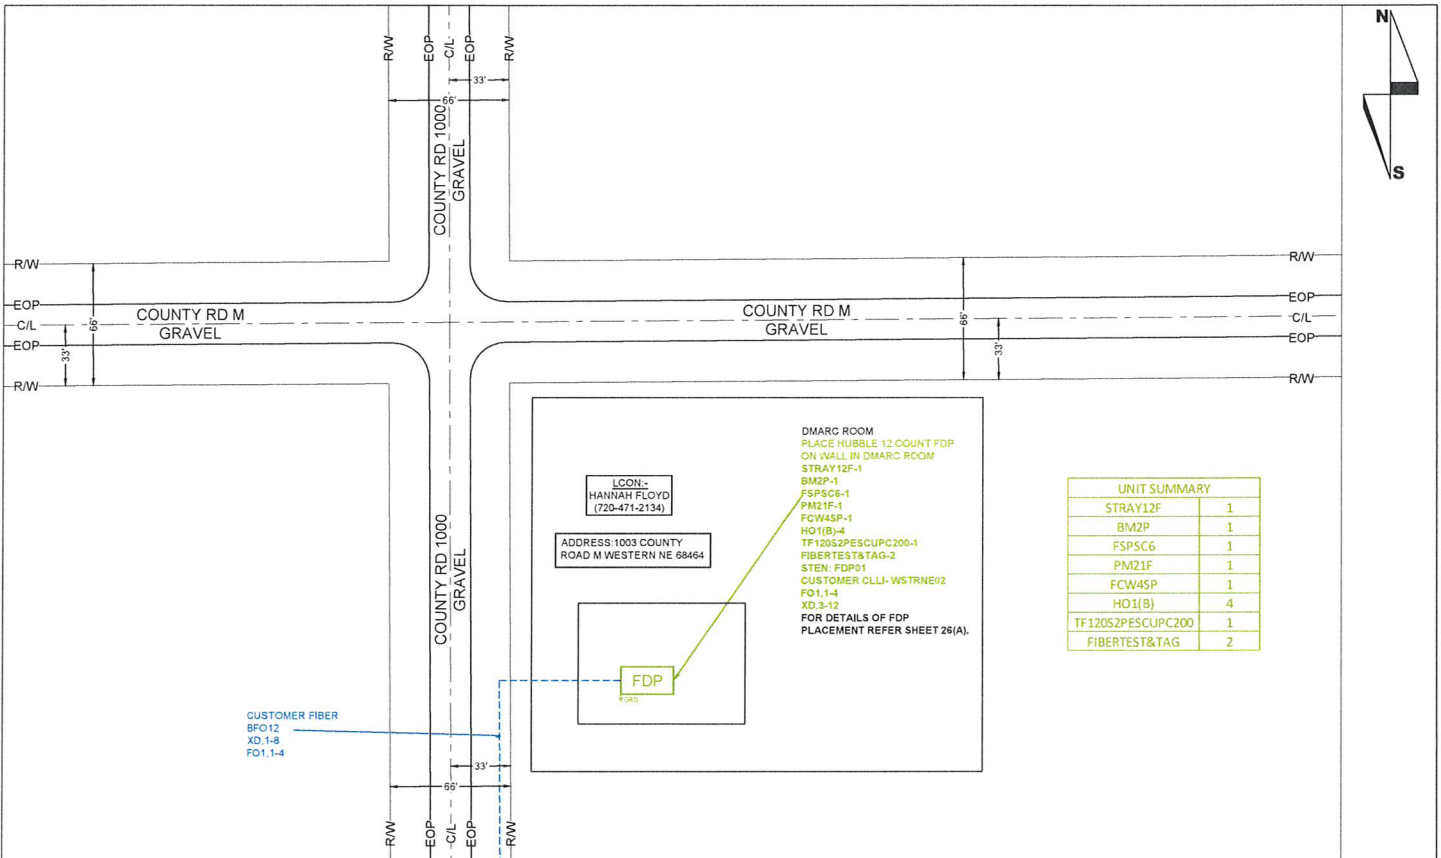 R/W
EOP
C/L
EOP
R/W
N
S
33'
66'
COUNTY RD 1000
GRAVEL
R/W
EOP
C/L
EOP
R/W
66'
33'
COUNTY RD M
GRAVEL
COUNTY RD M
GRAVEL
66'
33'
R/W
EOP
C/L
EOP
R/W
LCON:-
HANNAH FLOYD
(720-471-2134)
ADDRESS:1003 COUNTY
ROAD M WESTERN NE 68464
DMARC ROOM
PLACE HUBBLE 12 COUNT FDP
ON WALL IN DMARC ROOM
STRAY12F-1
BM2P-1
FSPSC6-1
PM21F-1
FCW4SP-1
HO1(B)-4
TF120S2PESCUPC200-1
FIBERTEST&TAG-2
STEN: FDP01
CUSTOMER CLLI- WSTRNE02
FO1,1-4
XD,3-12
FOR DETAILS OF FDP
PLACEMENT REFER SHEET 26(A).
UNIT SUMMARY
STRAY12F 1
BM2P 1
FSPSC6 1
PM21F 1
FCW4SP 1
HO1(B) 4
TF120S2PESCUPC200 1
FIBERTEST&TAG 2
COUNTY RD 1000
GRAVEL
FDP
CUSTOMER FIBER
BFO12
XD,1-8
FO1,1-4
33'
66'
R/W
EOP
C/L
EOP
R/W